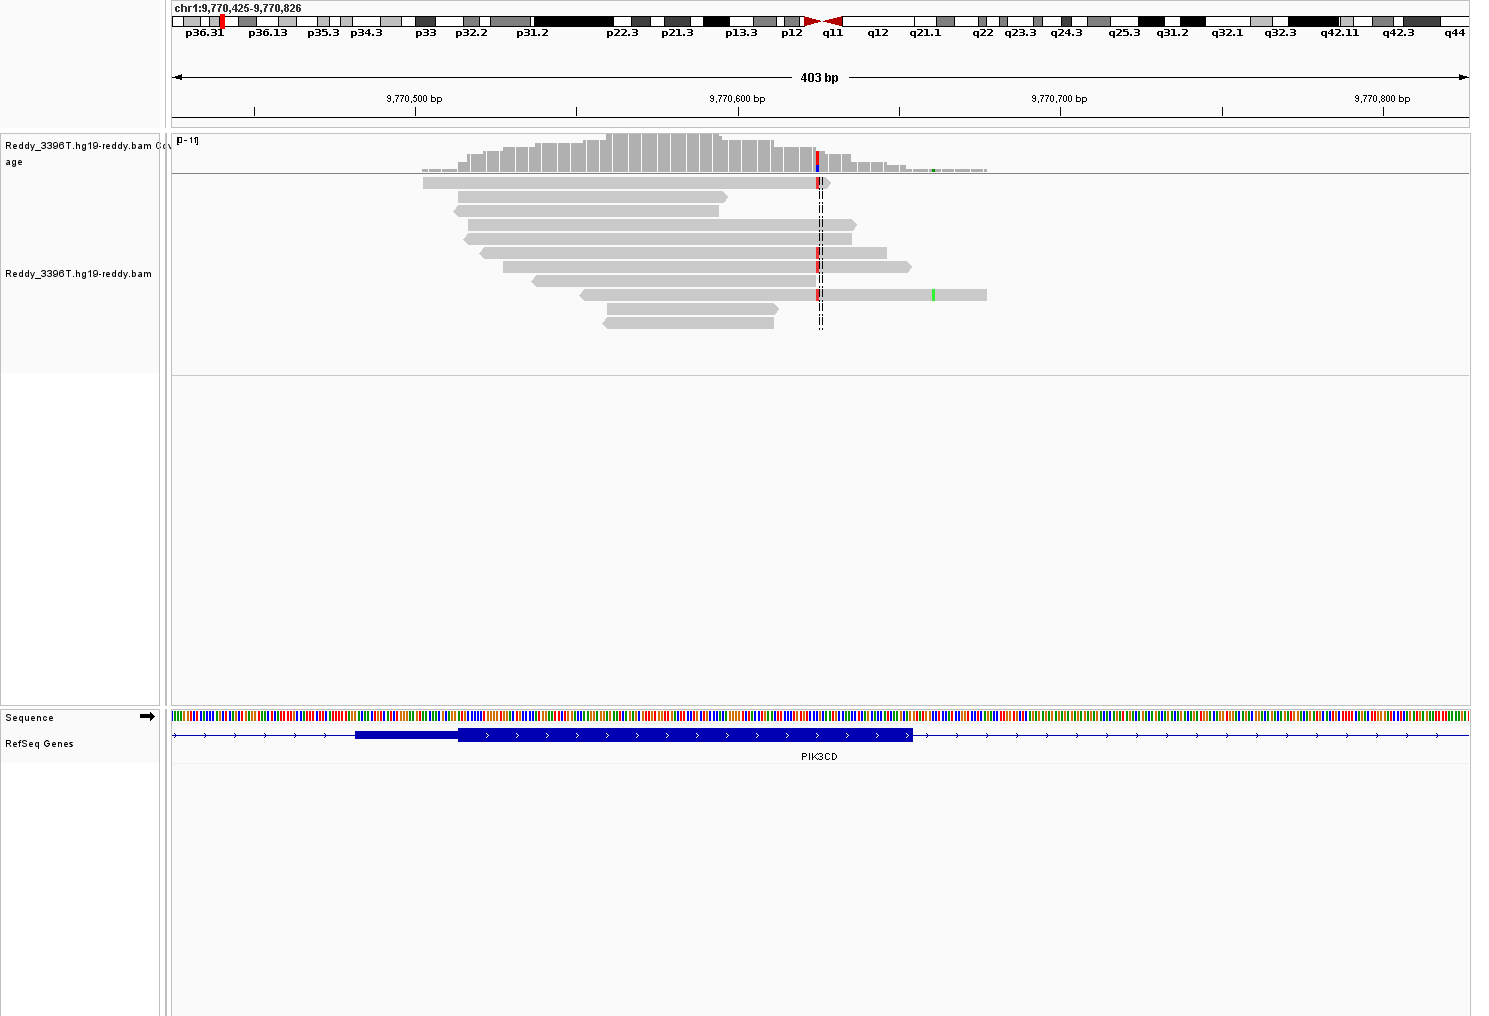 chr1:9,770,425-9,770,826
p36.31 p36.13 p35.3 p34.3 p33 p32.2 p31.2 p22.3 p21.3 p13.3 p12 q11 q12 q21.1 q22 q23.3 q24.3 q25.3 q31.2 q32.1 q32.3 q42.11 q42.3 q44
403 bp
9,770,500 bp 9,770,600 bp 9,770,700 bp 9,770,800 bp
Reddy_3396T.hg19-reddy.bam Cov
age
[0 - 11]
Reddy_3396T.hg19-reddy.bam
Sequence
RefSeq Genes
PIK3CD